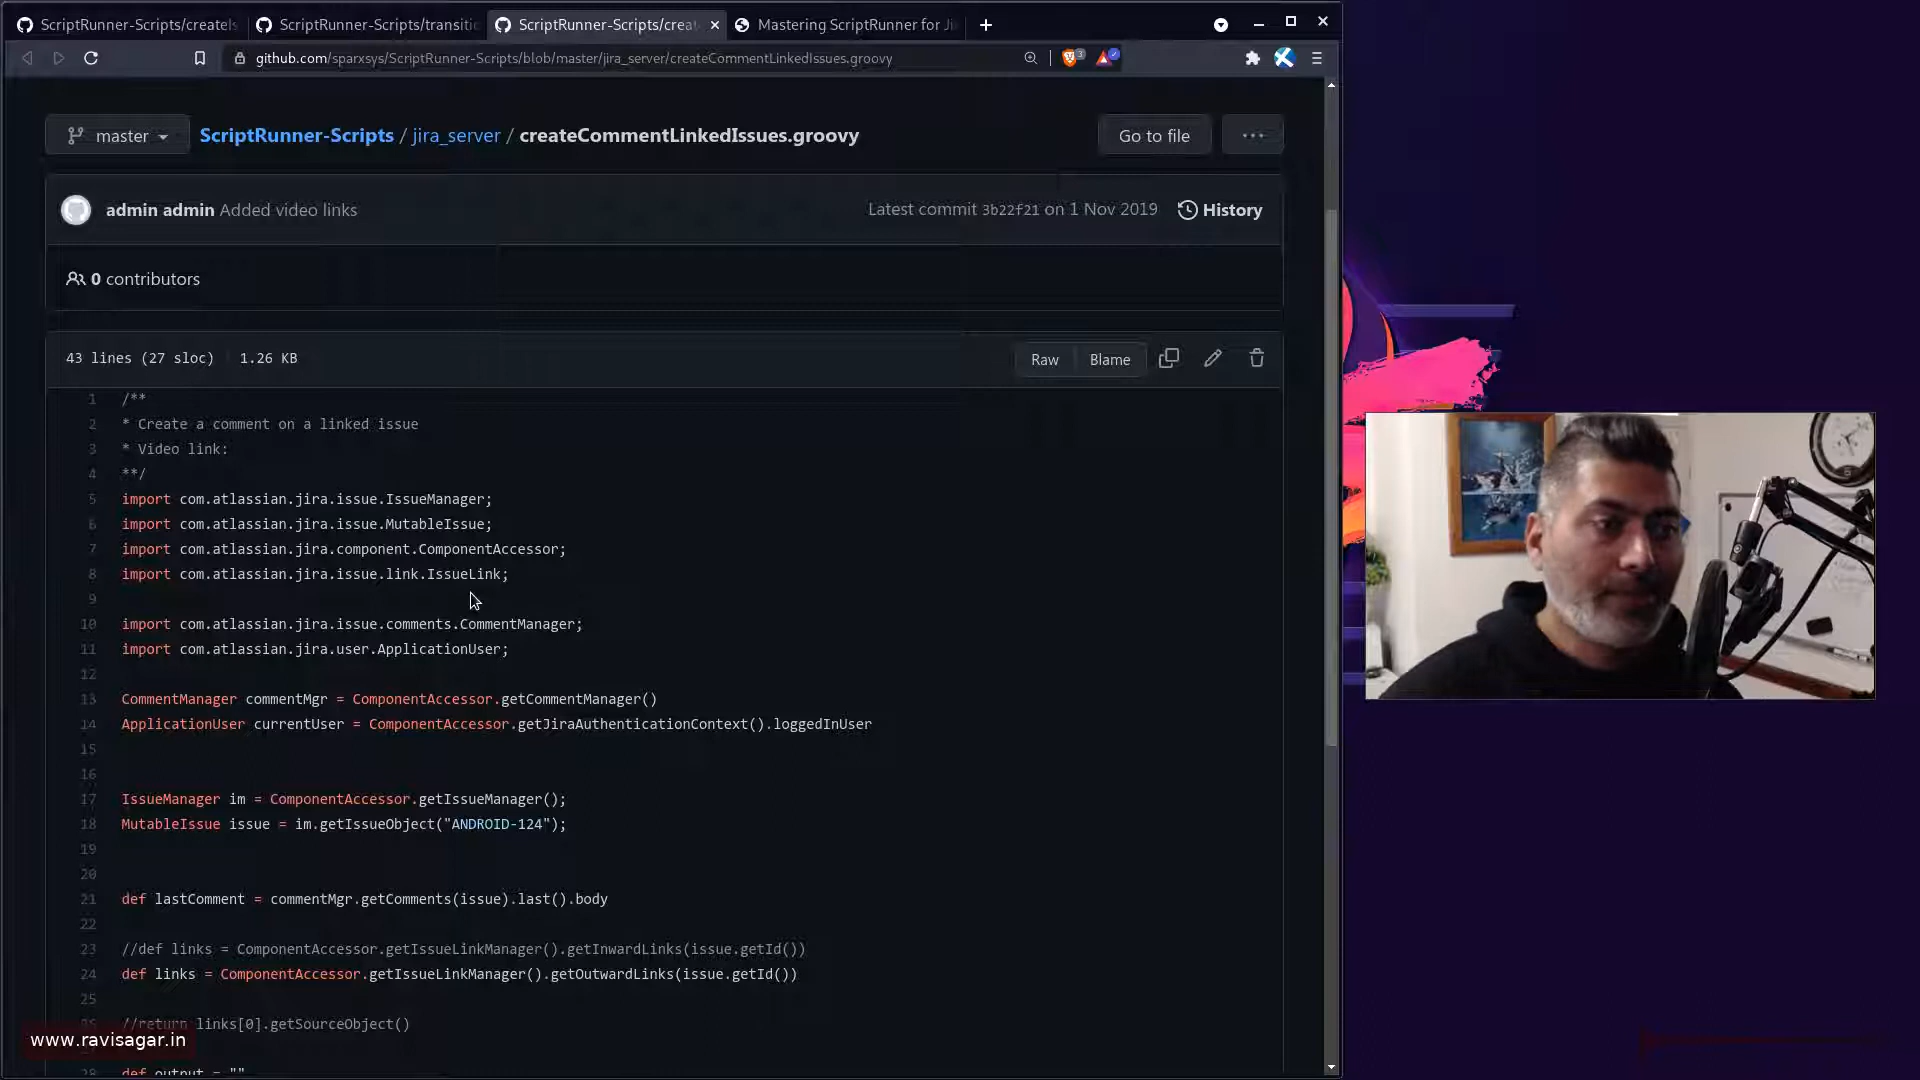 ScriptRunner-Scripts/createIs
ScriptRunner-Scripts/transitio
ScriptRunner-Scripts/creat
Mastering ScriptRunner for Ji
github.com/sparxsys/ScriptRunner-Scripts/blob/master/jira_server/createCommentLinkedIssues.groovy
3
master
ScriptRunner-Scripts / jira_server / createCommentLinkedIssues.groovy
Go to file
admin admin Added video links
Latest commit 3b22f21 on 1 Nov 2019
History
0 contributors
43 lines (27 sloc)
1.26 KB
Raw
Blame
1 /**
2 * Create a comment on a linked issue
3 * Video link:
4 **/
5 import com.atlassian.jira.issue.IssueManager;
6 import com.atlassian.jira.issue.MutableIssue;
7 import com.atlassian.jira.component.ComponentAccessor;
8 import com.atlassian.jira.issue.link.IssueLink;
9
10 import com.atlassian.jira.issue.comments.CommentManager;
11 import com.atlassian.jira.user.ApplicationUser;
12
13 CommentManager commentMgr = ComponentAccessor.getCommentManager()
14 ApplicationUser currentUser = ComponentAccessor.getJiraAuthenticationContext().loggedInUser
15
16
17 IssueManager im = ComponentAccessor.getIssueManager();
18 MutableIssue issue = im.getIssueObject("ANDROID-124");
19
20
21 def lastComment = commentMgr.getComments(issue).last().body
22
23 //def links = ComponentAccessor.getIssueLinkManager().getInwardLinks(issue.getId())
24 def links = ComponentAccessor.getIssueLinkManager().getOutwardLinks(issue.getId())
25
26 //return links[0].getSourceObject()
www.ravisagar.in
28 def output = ""